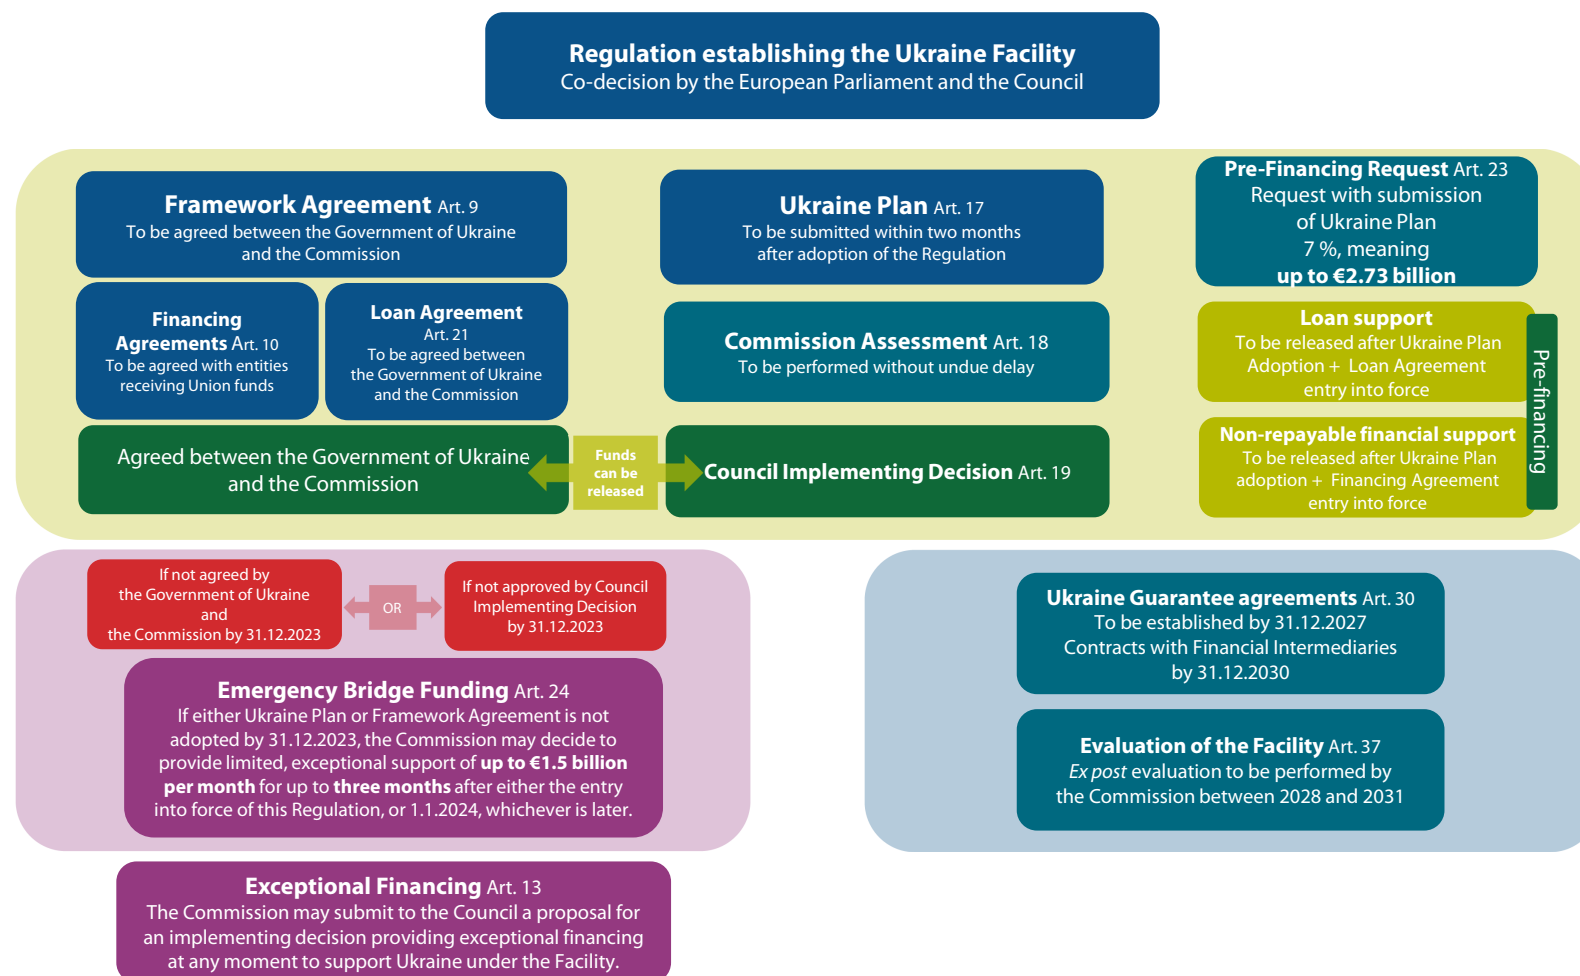 Regulation establishing the Ukraine Facility
Co-decision by the European Parliament and the Council
Framework Agreement Art. 9
To be agreed between the Government of Ukraine
and the Commission
Financing
Agreements Art. 10
To be agreed with entities
receiving Union funds
Loan Agreement
Art. 21
To be agreed between
the Government of Ukraine
and the Commission
Agreed between the Government of Ukraine
and the Commission
Funds
can be
released
Ukraine Plan Art. 17
To be submitted within two months
after adoption of the Regulation
Commission Assessment Art. 18
To be performed without undue delay
Council Implementing Decision Art. 19
Pre-Financing Request Art. 23
Request with submission
of Ukraine Plan
7 %, meaning
up to €2.73 billion
Loan support
To be released after Ukraine Plan
Adoption + Loan Agreement
entry into force
Non-repayable financial support
To be released after Ukraine Plan
adoption + Financing Agreement
entry into force
Pre-financing
If not agreed by
the Government of Ukraine
and
the Commission by 31.12.2023
OR
If not approved by Council
Implementing Decision
by 31.12.2023
Emergency Bridge Funding Art. 24
If either Ukraine Plan or Framework Agreement is not
adopted by 31.12.2023, the Commission may decide to
provide limited, exceptional support of up to €1.5 billion
per month for up to three months after either the entry
into force of this Regulation, or 1.1.2024, whichever is later.
Exceptional Financing Art. 13
The Commission may submit to the Council a proposal for
an implementing decision providing exceptional financing
at any moment to support Ukraine under the Facility.
Ukraine Guarantee agreements Art. 30
To be established by 31.12.2027
Contracts with Financial Intermediaries
by 31.12.2030
Evaluation of the Facility Art. 37
Ex post evaluation to be performed by
the Commission between 2028 and 2031